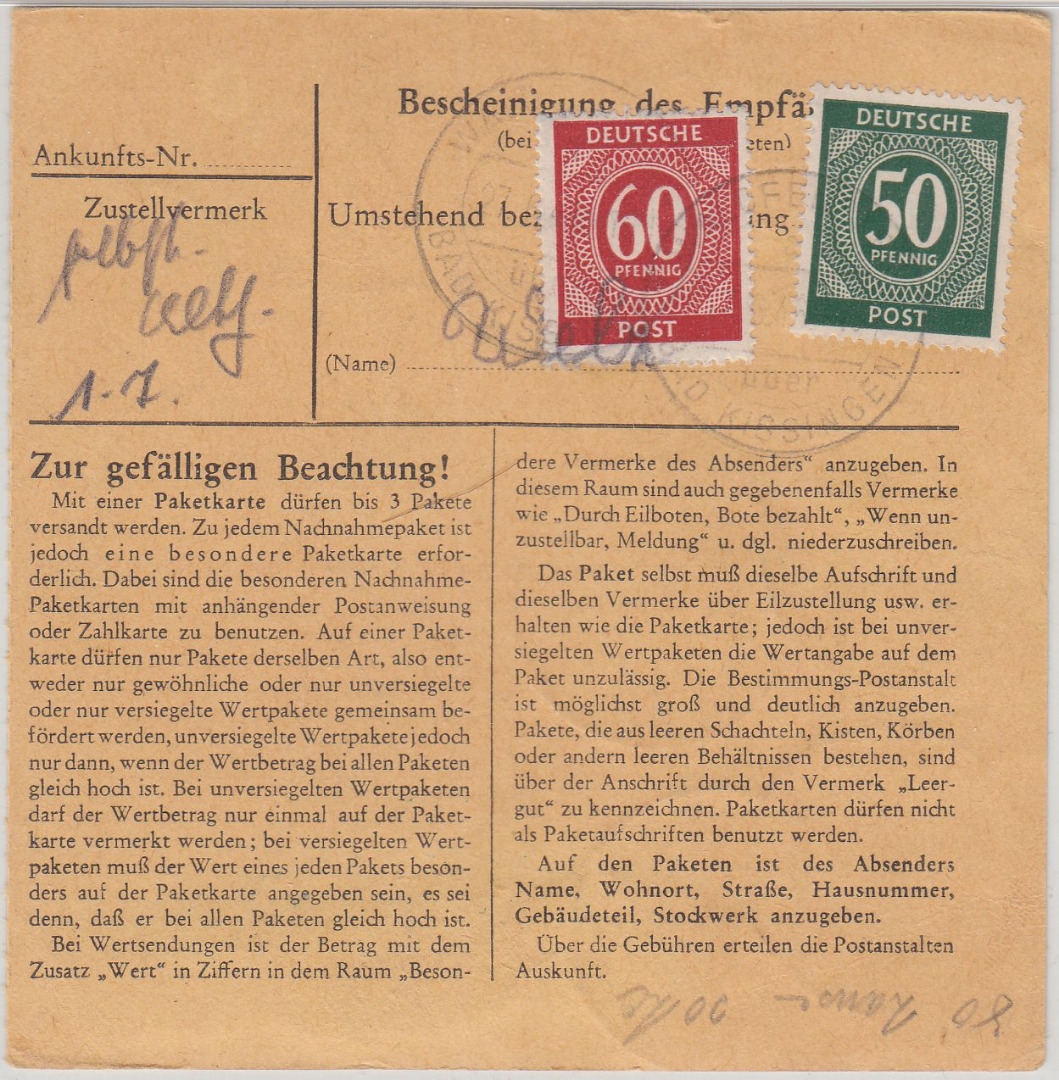 Bescheinigung des Empfä
(bei
eten)
Ankunfts-Nr.
Zustellvermerk
Umstehend bez
ung
(Name)
1.7.
DEUTSCHE
60
PFENNIG
POST
DEUTSCHE
50
PFENNIG
POST
BAD KISSINGEN
über
Zur gefälligen Beachtung!
Mit einer Paketkarte dürfen bis 3 Pakete
versandt werden. Zu jedem Nachnahmepaket ist
jedoch eine besondere Paketkarte erfor-
derlich. Dabei sind die besonderen Nachnahme-
Paketkarten mit anhängender Postanweisung
oder Zahlkarte zu benutzen. Auf einer Paket-
karte dürfen nur Pakete derselben Art, also ent-
weder nur gewöhnliche oder nur unversiegelte
oder nur versiegelte Wertpakete gemeinsam be-
fördert werden, unversiegelte Wertpakete jedoch
nur dann, wenn der Wertbetrag bei allen Paketen
gleich hoch ist. Bei unversiegelten Wertpaketen
darf der Wertbetrag nur einmal auf der Paket-
karte vermerkt werden; bei versiegelten Wert-
paketen muß der Wert eines jeden Pakets beson-
ders auf der Paketkarte angegeben sein, es sei
denn, daß er bei allen Paketen gleich hoch ist.
Bei Wertsendungen ist der Betrag mit dem
Zusatz „Wert“ in Ziffern in dem Raum „Beson-
dere Vermerke des Absenders“ anzugeben. In
diesem Raum sind auch gegebenenfalls Vermerke
wie „Durch Eilboten, Bote bezahlt“, „Wenn un-
zustellbar, Meldung“ u. dgl. niederzuschreiben.
Das Paket selbst muß dieselbe Aufschrift und
dieselben Vermerke über Eilzustellung usw. er-
halten wie die Paketkarte; jedoch ist bei unver-
siegelten Wertpaketen die Wertangabe auf dem
Paket unzulässig. Die Bestimmungs-Postanstalt
ist möglichst groß und deutlich anzugeben.
Pakete, die aus leeren Schachteln, Kisten, Körben
oder andern leeren Behältnissen bestehen, sind
über der Anschrift durch den Vermerk „Leer-
gut“ zu kennzeichnen. Paketkarten dürfen nicht
als Paketaufschriften benutzt werden.
Auf den Paketen ist des Absenders
Name, Wohnort, Straße, Hausnummer,
Gebäudeteil, Stockwerk anzugeben.
Über die Gebühren erteilen die Postanstalten
Auskunft.